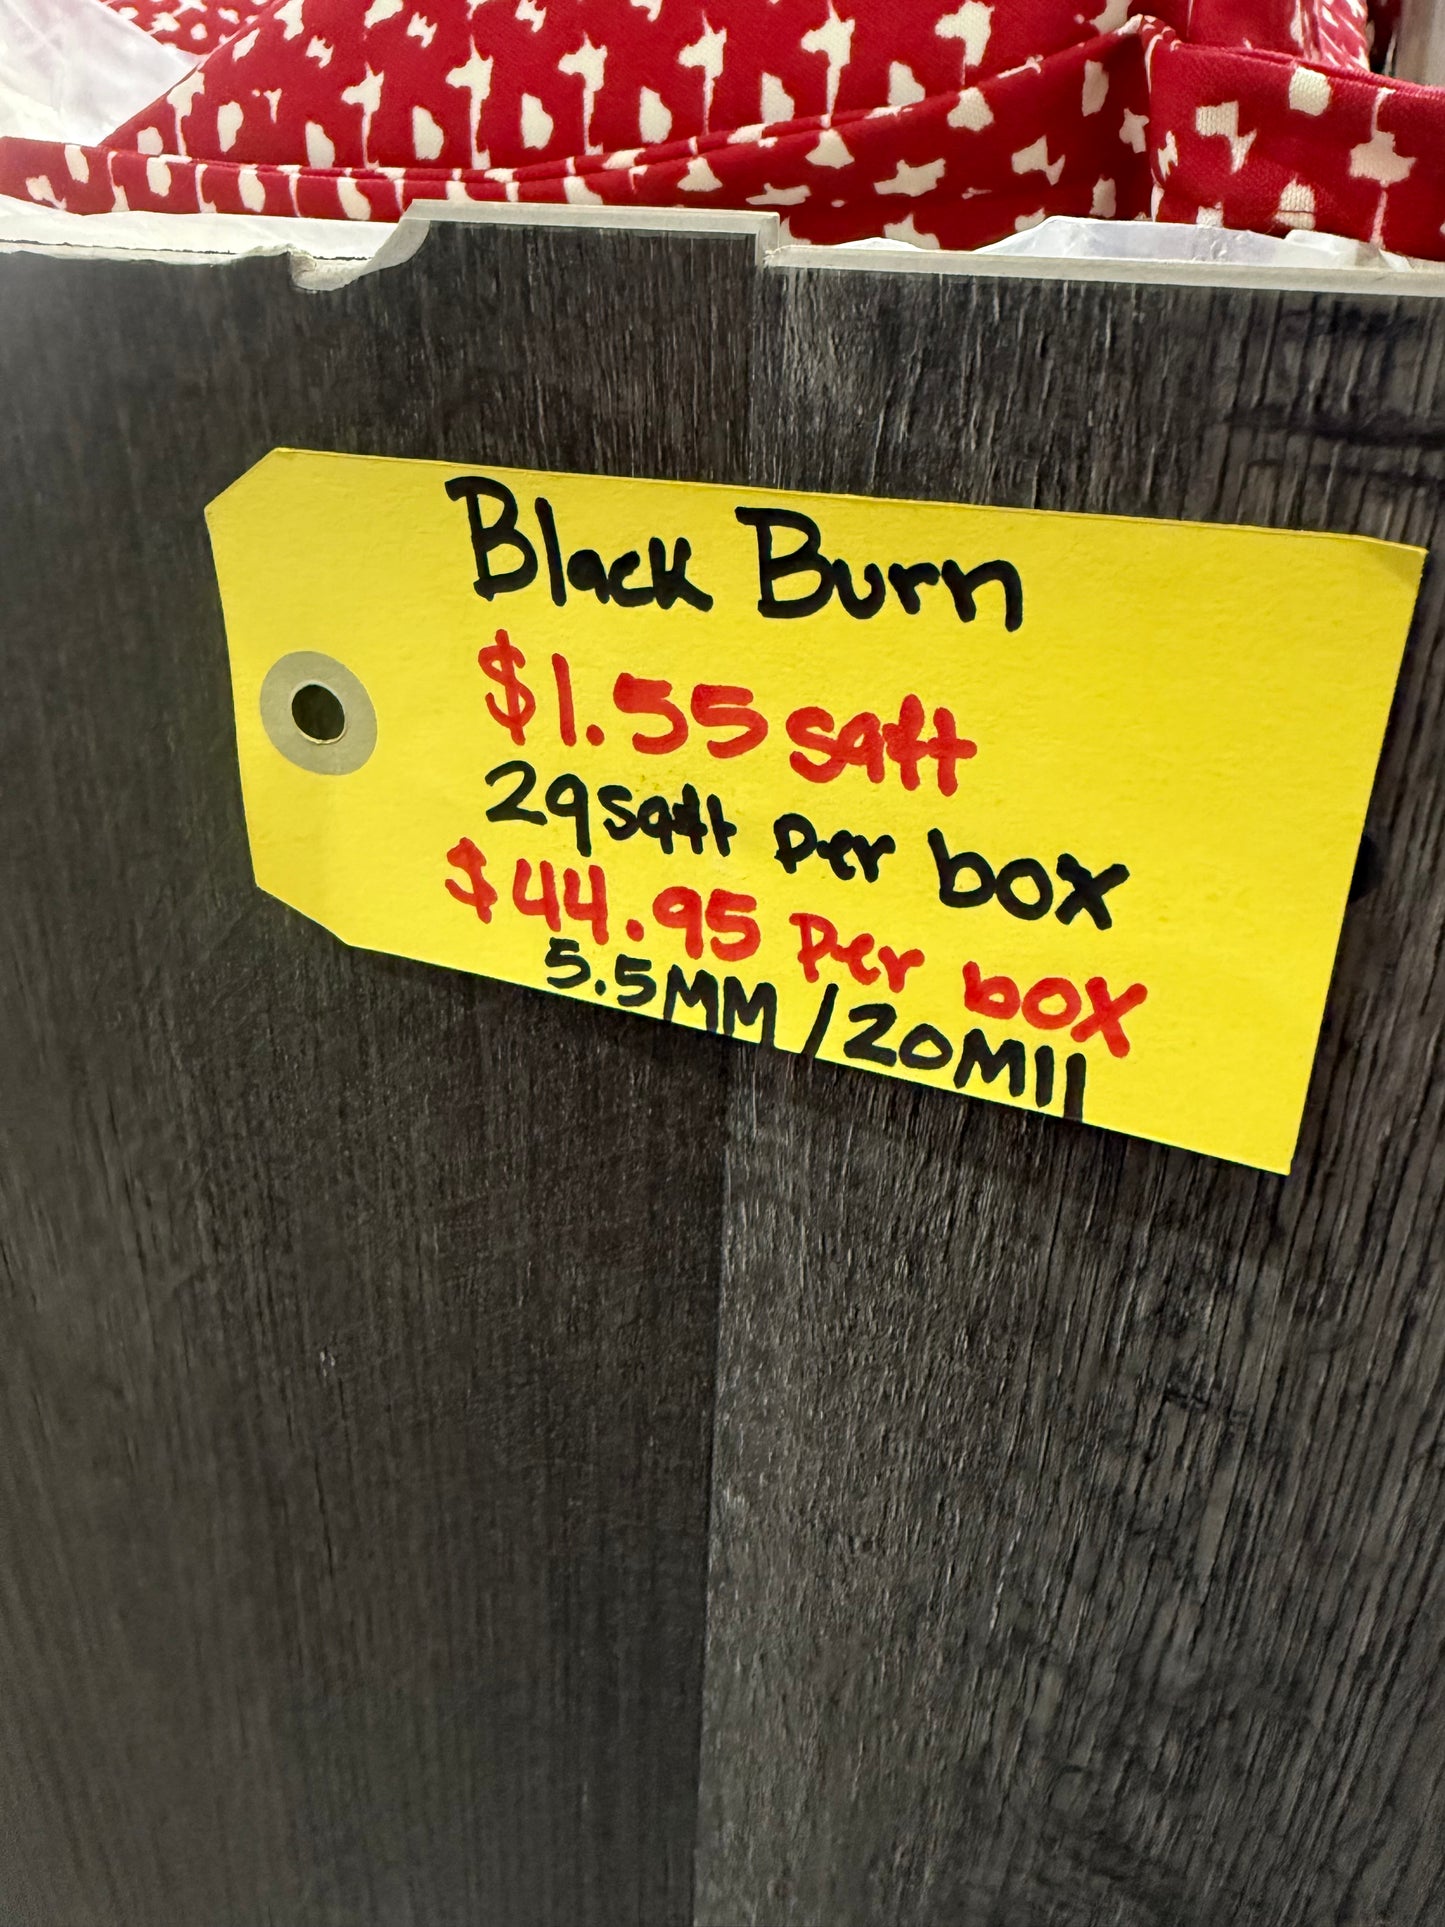 Black Burn
$1.55 sqft
29sqft per box
$44.95 per box
5.5MM/20Mil